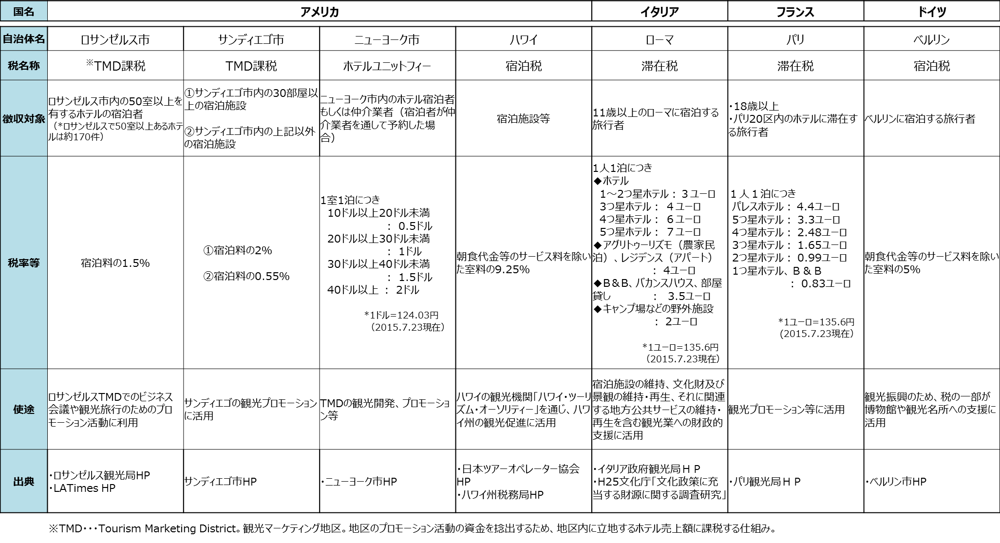 国名
アメリカ
イタリア
フランス
ドイツ
自治体名
ロサンゼルス市
サンディエゴ市
ニューヨーク市
ハワイ
ローマ
パリ
ベルリン
税名称
※TMD課税
TMD課税
ホテルユニットフィー
宿泊税
滞在税
滞在税
宿泊税
徴収対象
ロサンゼルス市内の50室以上を
有するホテルの宿泊者
（*ロサンゼルスで50室以上あるホテ
ルは約170件）
①サンディエゴ市内の30部屋以
上の宿泊施設
②サンディエゴ市内の上記以外
の宿泊施設
ニューヨーク市内のホテル宿泊者
もしくは仲介業者（宿泊者が仲
介業者を通して予約した場
合）
宿泊施設等
11歳以上のローマに宿泊する
旅行者
・18歳以上
・パリ20区内のホテルに滞在す
る旅行者
ベルリンに宿泊する旅行者
税率等
宿泊料の1.5%
①宿泊料の2%
②宿泊料の0.55%
1室1泊につき
10ドル以上20ドル未満
： 0.5ドル
20ドル以上30ドル未満
： 1ドル
30ドル以上40ドル未満
： 1.5ドル
40ドル以上 ： 2ドル
*1ドル=124.03円
（2015.7.23現在）
朝食代金等のサービス料を除い
た室料の9.25%
1人1泊につき
◆ホテル
1～2つ星ホテル： ３ユーロ
3つ星ホテル： ４ユーロ
4つ星ホテル： ６ユーロ
5つ星ホテル： ７ユーロ
◆アグリトゥーリズモ（農家民
泊）、レジデンス（アパート）
： 4ユーロ
◆B＆B、バカンスハウス、部屋
貸し ： 3.5ユーロ
◆キャンプ場などの野外施設
： 2ユーロ
*1ユーロ=135.6円
（2015.7.23現在）
１人１泊につき
パレスホテル： 4.4ユーロ
5つ星ホテル： 3.3ユーロ
4つ星ホテル： 2.48ユーロ
3つ星ホテル： 1.65ユーロ
2つ星ホテル： 0.99ユーロ
1つ星ホテル、Ｂ＆Ｂ
： 0.83ユーロ
*1ユーロ=135.6円
（2015.7.23現在）
朝食代金等のサービス料を除い
た室料の5%
使途
ロサンゼルスTMDでのビジネス
会議や観光旅行のためのプロ
モーション活動に利用
サンディエゴの観光プロモーション
に活用
TMDの観光開発、プロモーショ
ン等
ハワイの観光機関「ハワイ・ツーリ
ズム・オーソリティー」を通じ、ハワ
イ州の観光促進に活用
宿泊施設の維持、文化財及び
景観の維持・再生、それに関連
する地方公共サービスの維持・
再生を含む観光業への財政的
支援に活用
観光プロモーション等に活用
観光振興のため、税の一部が
博物館や観光名所への支援に
活用
出典
・ロサンゼルス観光局HP
・LATimes HP
サンディエゴ市HP
・ニューヨーク市HP
・日本ツアーオペレーター協会
HP
・ハワイ州税務局HP
・イタリア政府観光局ＨＰ
・H25文化庁「文化政策に充
当する財源に関する調査研究」
・パリ観光局ＨＰ
・ベルリン市HP
※TMD・・・Tourism Marketing District。観光マーケティング地区。地区のプロモーション活動の資金を捻出するため、地区内に立地するホテル売上額に課税する仕組み。